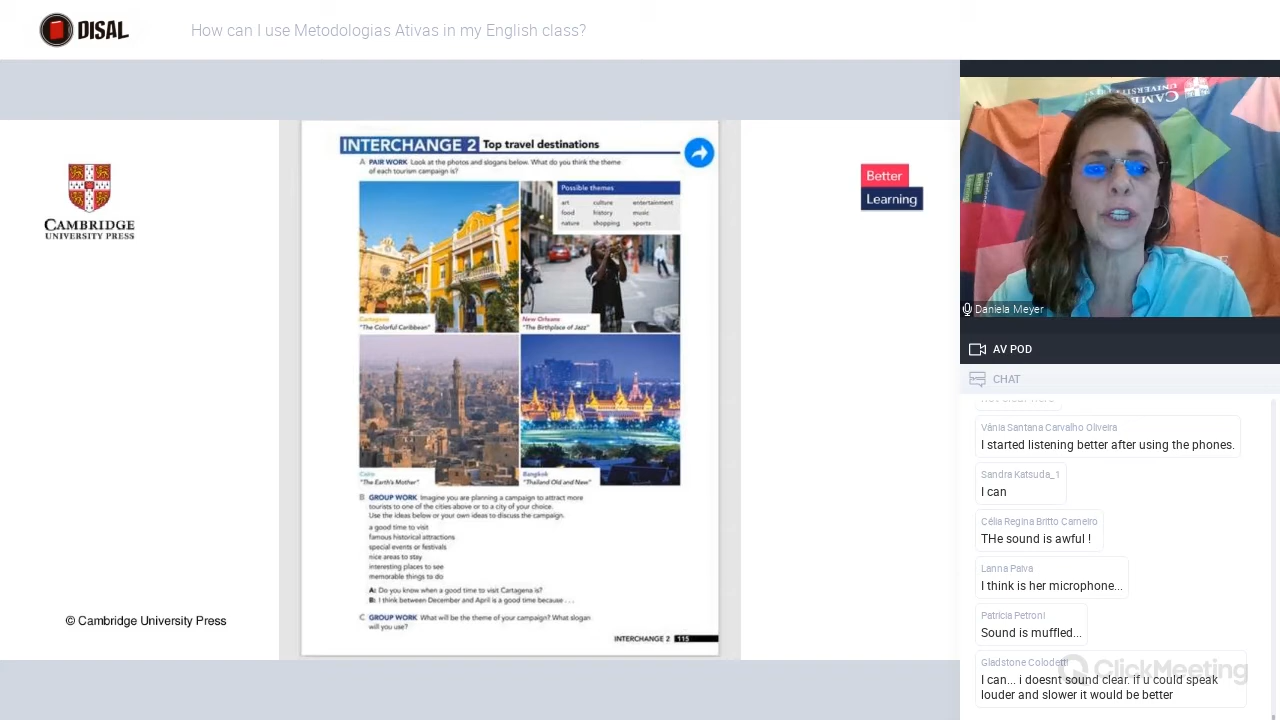 DISAL
How can I use Metodologias Ativas in my English class?
CAMBRIDGE
UNIVERSITY PRESS
INTERCHANGE 2 Top travel destinations
A PAIR WORK Look at the photos and slogans below. What do you think the theme
of each tourism campaign is?
Possible themes
art culture entertainment
food history music
nature shopping sports
Cartagena
"The Colorful Caribbean"
New Orleans
"The Birthplace of Jazz"
Cairo
"The Earth's Mother"
Bangkok
"Thailand Old and New"
B GROUP WORK Imagine you are planning a campaign to attract more
tourists to one of the cities above or to a city of your choice.
Use the ideas below or your own ideas to discuss the campaign.
a good time to visit
famous historical attractions
special events or festivals
nice areas to stay
interesting places to see
memorable things to do
A: Do you know when a good time to visit Cartagena is?
B: I think between December and April is a good time because . . .
C GROUP WORK What will be the theme of your campaign? What slogan
will you use?
INTERCHANGE 2 115
Better
Learning
© Cambridge University Press
Daniela Meyer
AV POD
CHAT
Vânia Santana Carvalho Oliveira
I started listening better after using the phones.
Sandra Katsuda_1
I can
Célia Regina Britto Carneiro
THe sound is awful !
Lanna Paiva
I think is her microphone...
Patrícia Petroni
Sound is muffled...
Gladstone Colodetti
I can... i doesnt sound clear. if u could speak
louder and slower it would be better
ClickMeeting